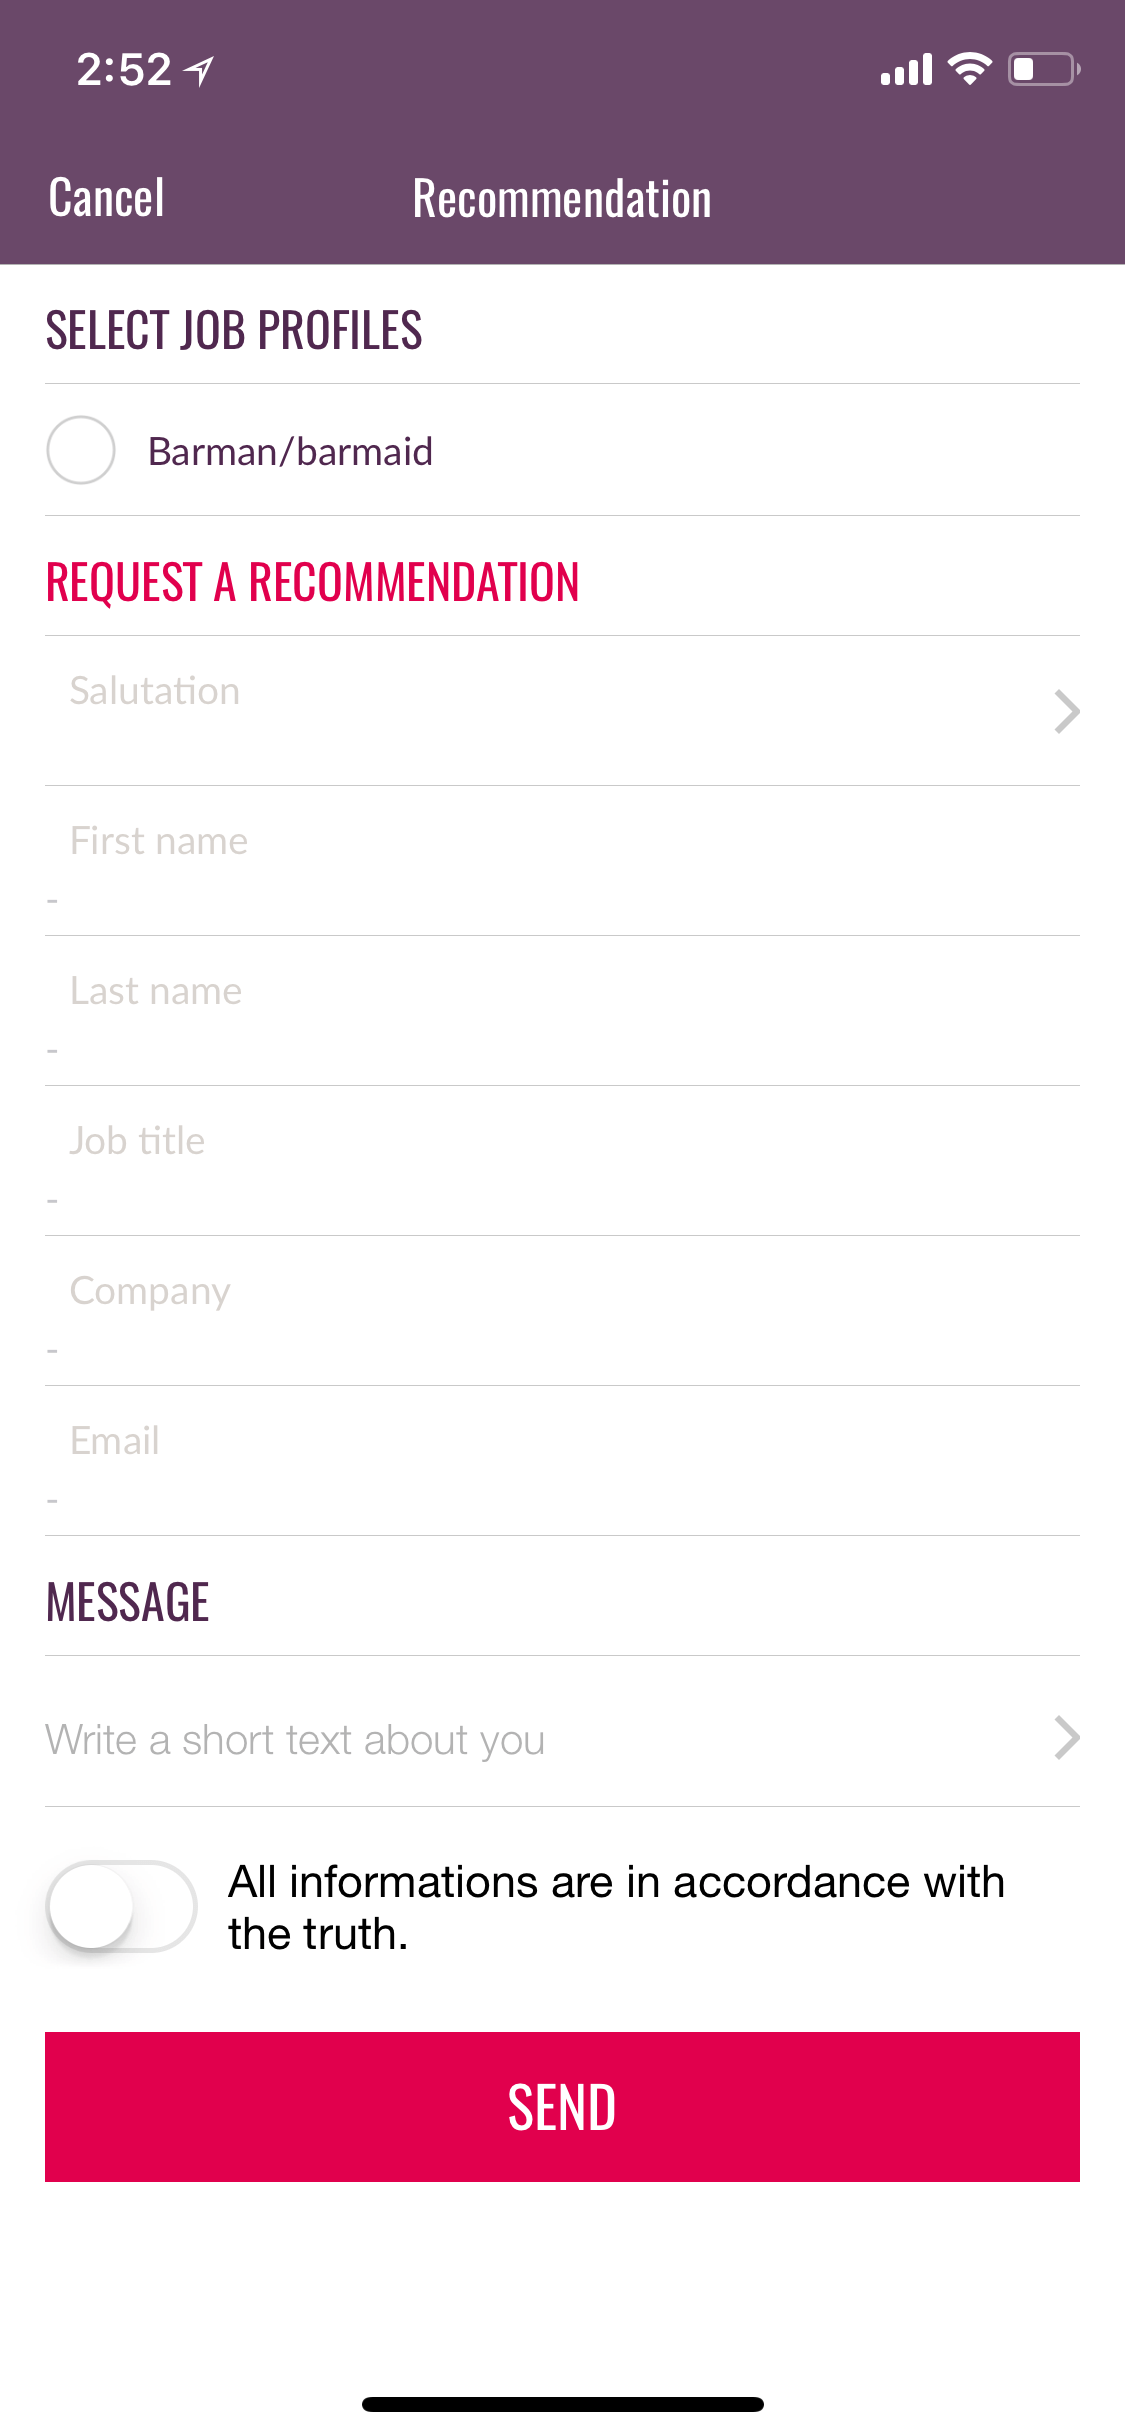 2:52
Cancel
Recommendation
SELECT JOB PROFILES
Barman/barmaid
REQUEST A RECOMMENDATION
Salutation
First name
-
Last name
-
Job title
-
Company
-
Email
-
MESSAGE
Write a short text about you
All informations are in accordance with
the truth.
SEND